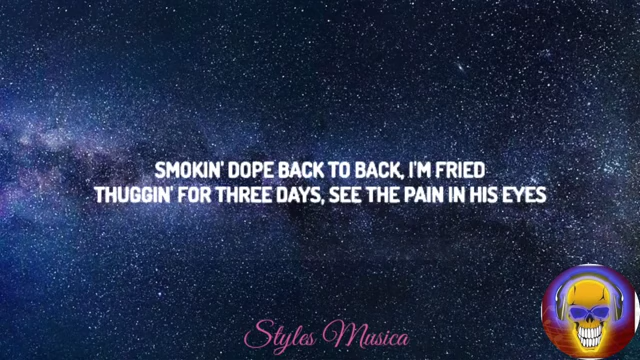 SMOKIN' DOPE BACK TO BACK, I'M FRIED
THUGGIN' FOR THREE DAYS, SEE THE PAIN IN HIS EYES
Styles Musica